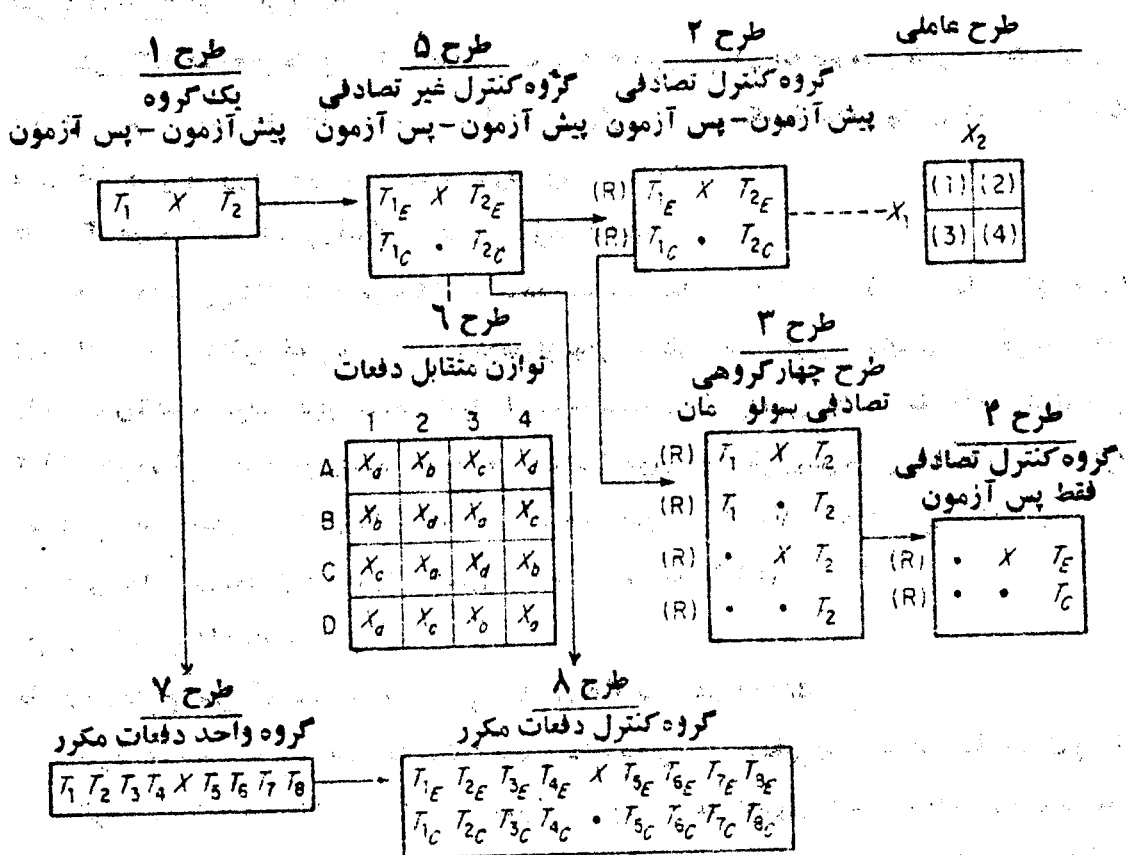 طرح عاملی
طرح ۲
گروه کنترل تصادفی
پیش آزمون - پس آزمون
طرح ۵
گروه کنترل غیر تصادفی
پیش آزمون - پس آزمون
طرح ۱
یک گروه
پیش آزمون - پس آزمون
T1 X T2
T1E X T2E
T1C • T2C
(R) T1E X T2E
(R) T1C • T2C
X2
X1
(1) (2)
(3) (4)
طرح ۶
توازن متقابل دفعات
1 2 3 4
A Xa Xb Xc Xd
B Xb Xd Xa Xc
C Xc Xa Xd Xb
D Xd Xc Xb Xa
طرح ۳
طرح چهارگروهی
تصادفی سولو مان
(R) T1 X T2
(R) T1 • T2
(R) • X T2
(R) • • T2
طرح ۴
گروه کنترل تصادفی
فقط پس آزمون
(R) • X TE
(R) • • TC
طرح ۷
گروه واحد دفعات مکرر
T1 T2 T3 T4 X T5 T6 T7 T8
طرح ۸
گروه کنترل دفعات مکرر
T1E T2E T3E T4E X T5E T6E T7E T8E
T1C T2C T3C T4C • T5C T6C T7C T8C